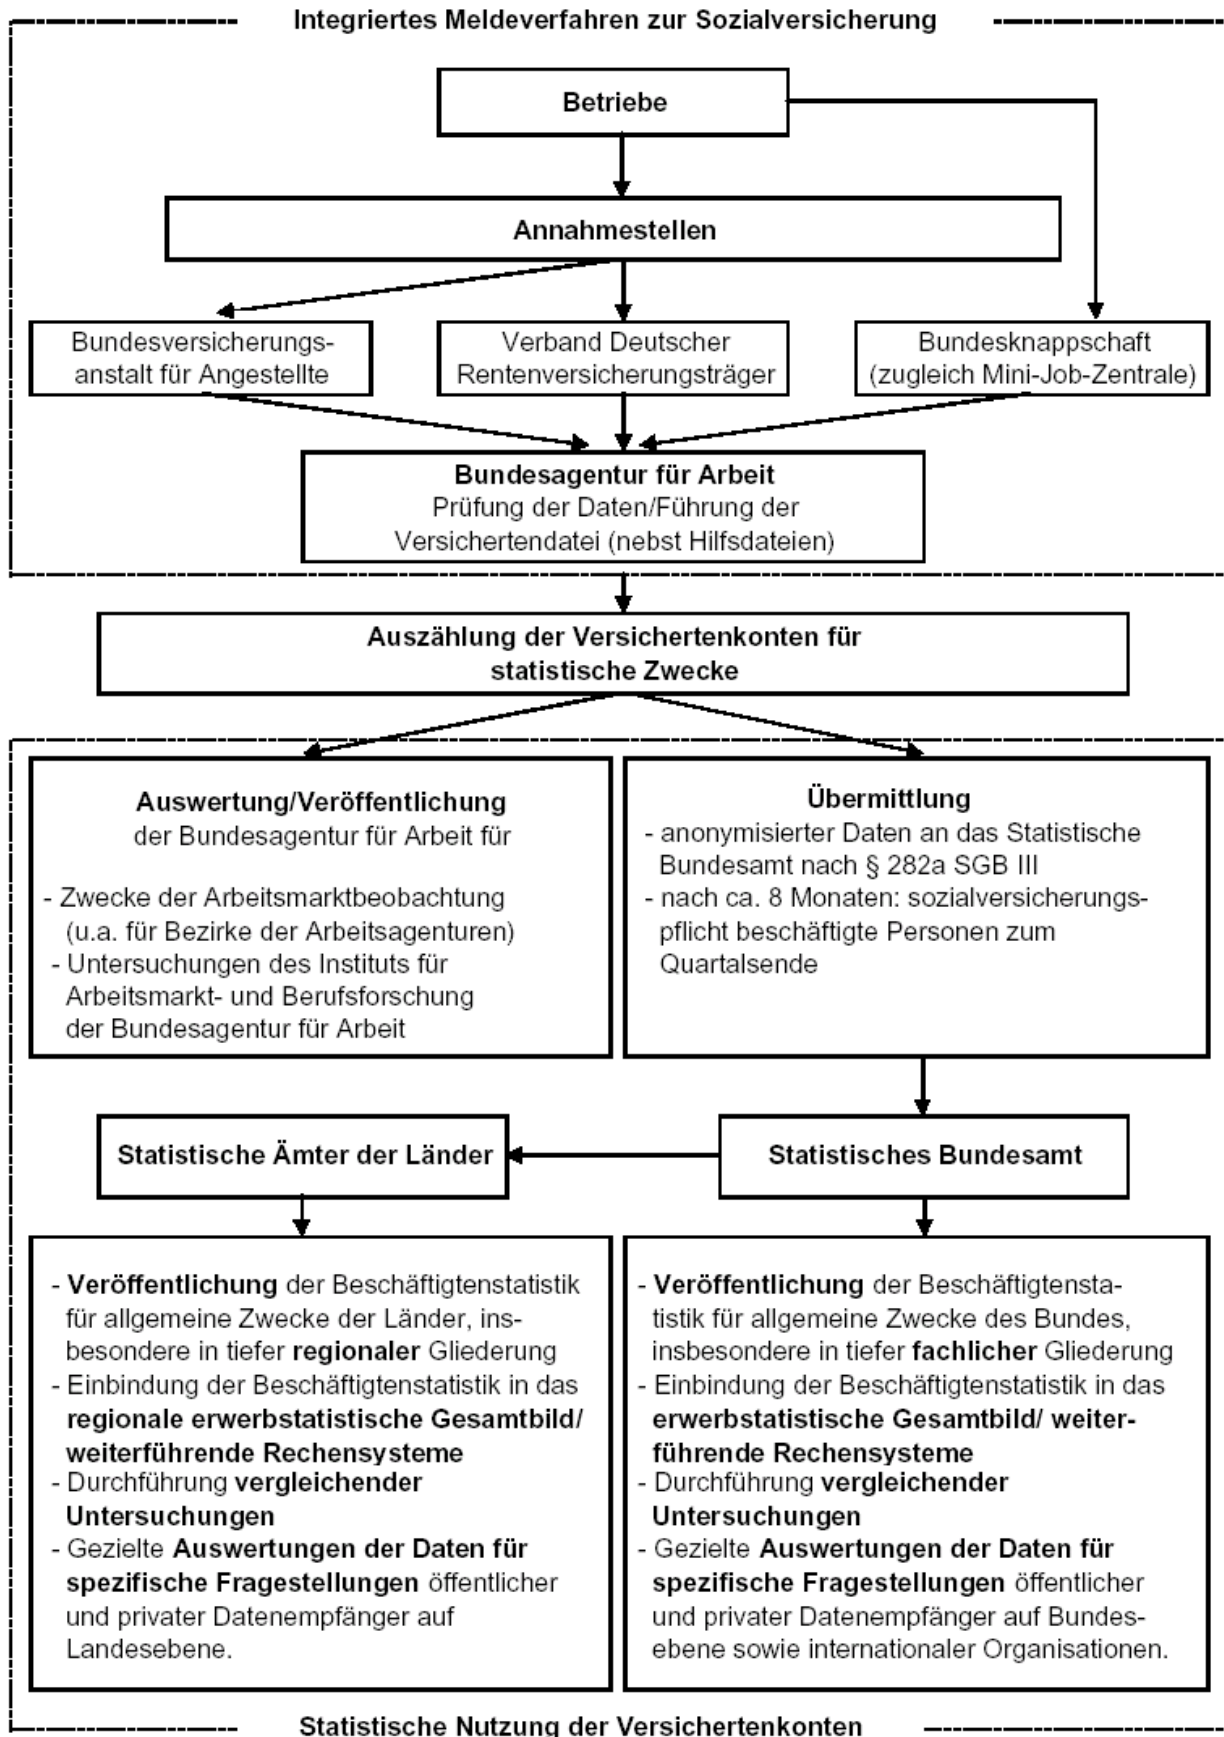 Integriertes Meldeverfahren zur Sozialversicherung
Betriebe
Annahmestellen
Bundesversicherungs-
anstalt für Angestellte
Verband Deutscher
Rentenversicherungsträger
Bundesknappschaft
(zugleich Mini-Job-Zentrale)
Bundesagentur für Arbeit
Prüfung der Daten/Führung der
Versichertendatei (nebst Hilfsdateien)
Auszählung der Versichertenkonten für
statistische Zwecke
Auswertung/Veröffentlichung
der Bundesagentur für Arbeit für
- Zwecke der Arbeitsmarktbeobachtung
(u.a. für Bezirke der Arbeitsagenturen)
- Untersuchungen des Instituts für
Arbeitsmarkt- und Berufsforschung
der Bundesagentur für Arbeit
Übermittlung
- anonymisierter Daten an das Statistische
Bundesamt nach § 282a SGB III
- nach ca. 8 Monaten: sozialversicherungs-
pflicht beschäftigte Personen zum
Quartalsende
Statistische Ämter der Länder
Statistisches Bundesamt
- Veröffentlichung der Beschäftigtenstatistik
für allgemeine Zwecke der Länder, ins-
besondere in tiefer regionaler Gliederung
- Einbindung der Beschäftigtenstatistik in das
regionale erwerbstatistische Gesamtbild/
weiterführende Rechensysteme
- Durchführung vergleichender
Untersuchungen
- Gezielte Auswertungen der Daten für
spezifische Fragestellungen öffentlicher
und privater Datenempfänger auf
Landesebene.
- Veröffentlichung der Beschäftigtensta-
tistik für allgemeine Zwecke des Bundes,
insbesondere in tiefer fachlicher Gliederung
- Einbindung der Beschäftigtenstatistik in das
erwerbstatistische Gesamtbild/ weiter-
führende Rechensysteme
- Durchführung vergleichender
Untersuchungen
- Gezielte Auswertungen der Daten für
spezifische Fragestellungen öffentlicher
und privater Datenempfänger auf Bundes-
ebene sowie internationaler Organisationen.
Statistische Nutzung der Versichertenkonten